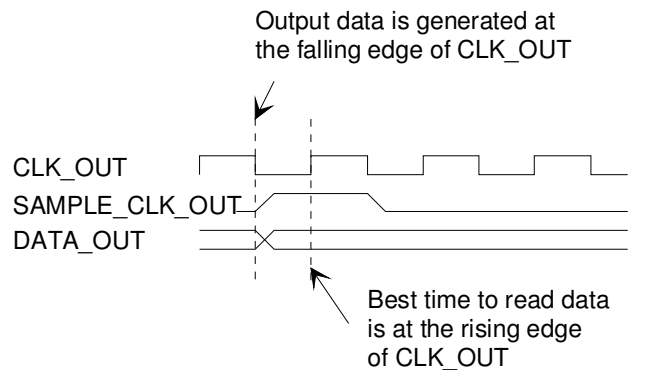 Output data is generated at
the falling edge of CLK_OUT
CLK_OUT
SAMPLE_CLK_OUT
DATA_OUT
Best time to read data
is at the rising edge
of CLK_OUT